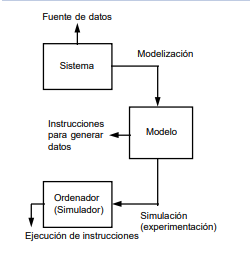 Fuente de datos
Sistema
Modelización
Instrucciones
para generar
datos
Modelo
Ordenador
(Simulador)
Simulación
(experimentación)
Ejecución de instrucciones